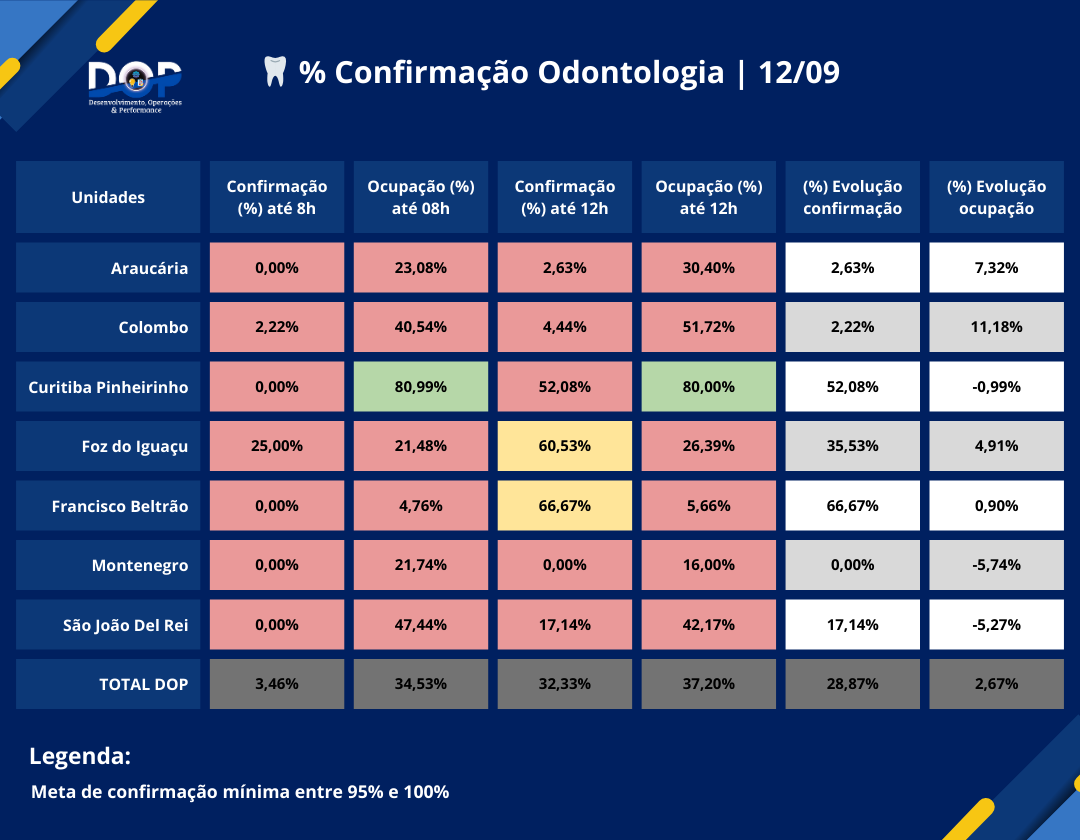 DOP
Desenvolvimento, Operações
& Performance
% Confirmação Odontologia | 12/09
Unidades
Confirmação
(%) até 8h
Ocupação (%)
até 08h
Confirmação
(%) até 12h
Ocupação (%)
até 12h
(%) Evolução
confirmação
(%) Evolução
ocupação
Araucária 0,00% 23,08% 2,63% 30,40% 2,63% 7,32%
Colombo 2,22% 40,54% 4,44% 51,72% 2,22% 11,18%
Curitiba Pinheirinho 0,00% 80,99% 52,08% 80,00% 52,08% -0,99%
Foz do Iguaçu 25,00% 21,48% 60,53% 26,39% 35,53% 4,91%
Francisco Beltrão 0,00% 4,76% 66,67% 5,66% 66,67% 0,90%
Montenegro 0,00% 21,74% 0,00% 16,00% 0,00% -5,74%
São João Del Rei 0,00% 47,44% 17,14% 42,17% 17,14% -5,27%
TOTAL DOP 3,46% 34,53% 32,33% 37,20% 28,87% 2,67%
Legenda:
Meta de confirmação mínima entre 95% e 100%